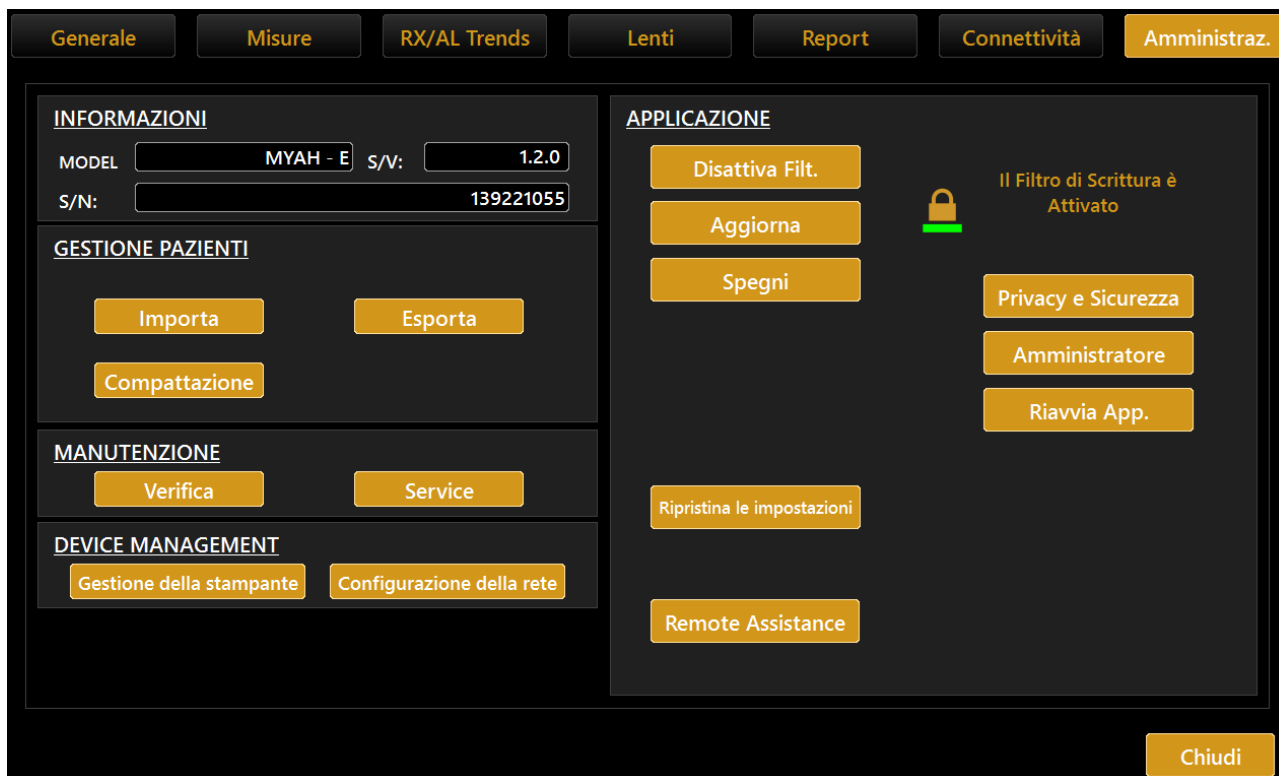 Generale
Misure
RX/AL Trends
Lenti
Report
Connettività
Amministraz.
INFORMAZIONI
MODEL
MYAH - E
S/V:
1.2.0
S/N:
139221055
GESTIONE PAZIENTI
Importa
Esporta
Compattazione
MANUTENZIONE
Verifica
Service
DEVICE MANAGEMENT
Gestione della stampante
Configurazione della rete
APPLICAZIONE
Disattiva Filt.
Aggiorna
Spegni
Il Filtro di Scrittura è
Attivato
Privacy e Sicurezza
Amministratore
Riavvia App.
Ripristina le impostazioni
Remote Assistance
Chiudi